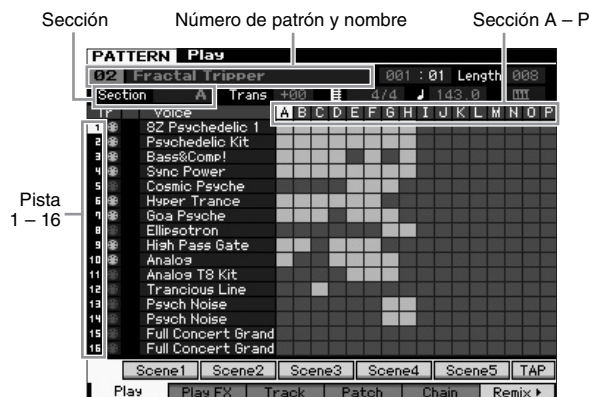 Sección
Número de patrón y nombre
Sección A – P
PATTERN Play
02 Fractal Tripper 001 : 01 Length 008
Section A Trans +00 4/4 143.0
Voice A B C D E F G H I J K L M N O P
1 8Z Psychedelic 1
2 Psychedelic Kit
3 Bass&Comp!
4 Sync Power
5 Cosmic Psyche
6 Hyper Trance
7 Goa Psyche
8 Ellipsotron
9 High Pass Gate
10 Analog
11 Analog T8 Kit
12 Trancious Line
13 Psych Noise
14 Psych Noise
15 Full Concert Grand
16 Full Concert Grand
Pista
1 – 16
Scene1 Scene2 Scene3 Scene4 Scene5 TAP
Play Play FX Track Patch Chain Remix